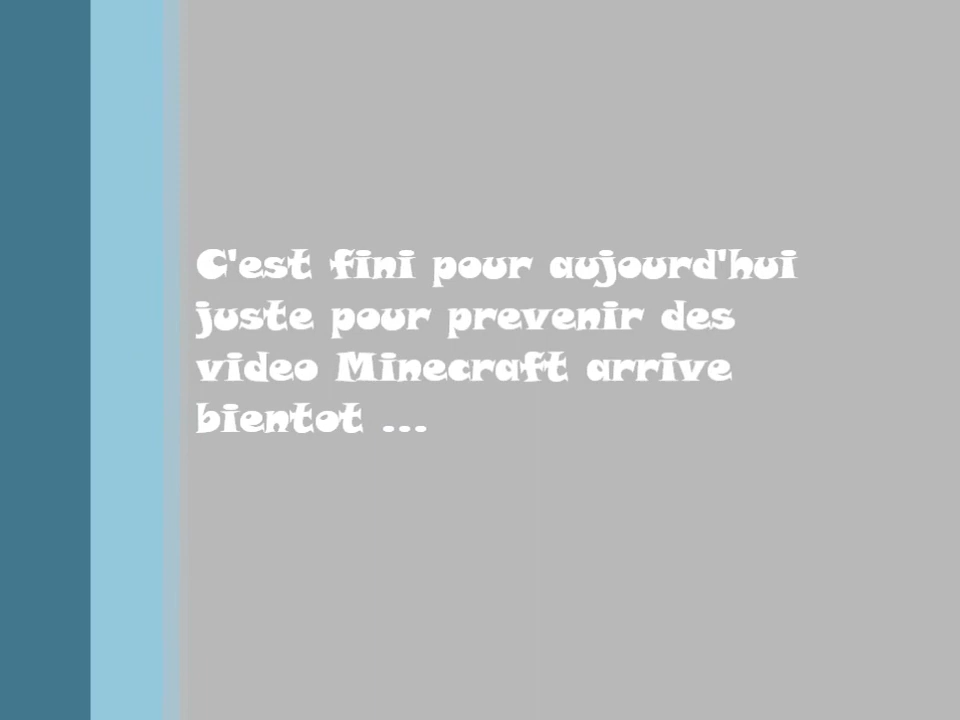 C'est fini pour aujourd'hui
juste pour prevenir des
video Minecraft arrive
bientot ...